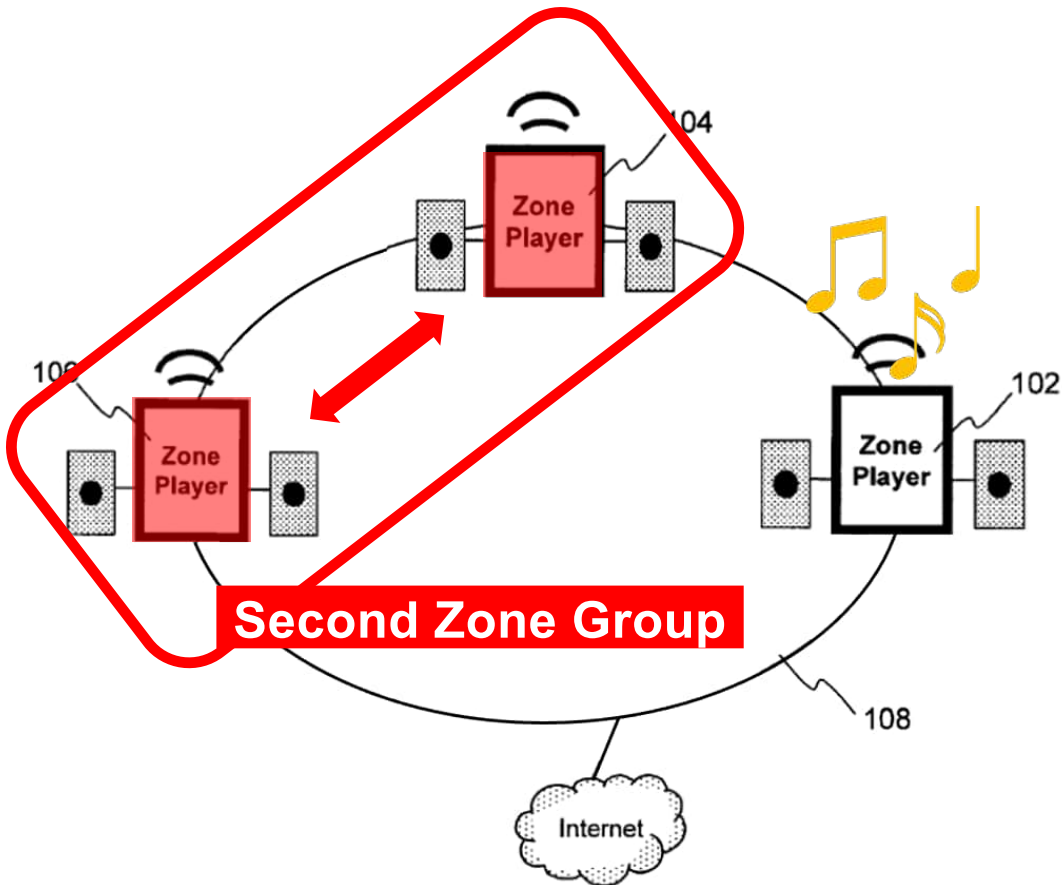 104
Zone
Player
106
Zone
Player
102
Zone
Player
Second Zone Group
108
Internet